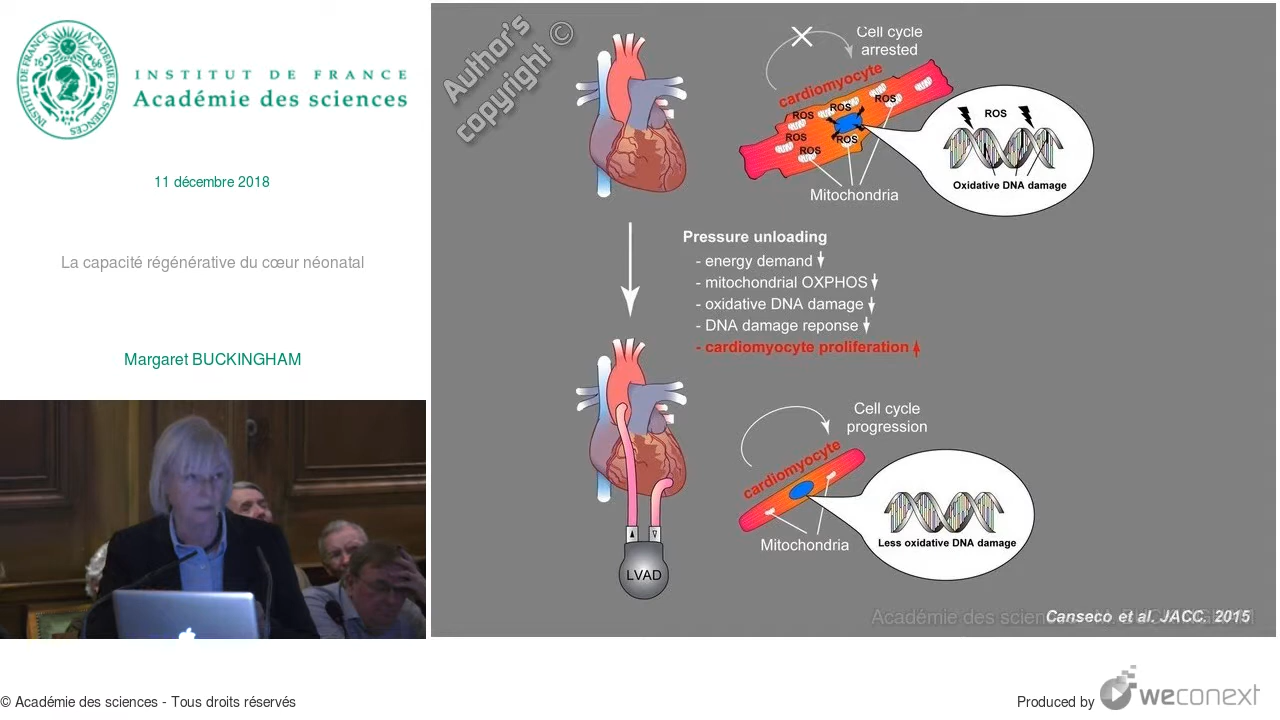 INSTITUT DE FRANCE
Académie des sciences
11 décembre 2018
La capacité régénérative du cœur néonatal
Margaret BUCKINGHAM
Author's
copyright ©
Cell cycle
arrested
cardiomyocyte
ROS
ROS
ROS
ROS
ROS
ROS
Mitochondria
ROS
Oxidative DNA damage
Pressure unloading
- energy demand
- mitochondrial OXPHOS
- oxidative DNA damage
- DNA damage reponse
- cardiomyocyte proliferation
Cell cycle
progression
cardiomyocyte
Mitochondria
Less oxidative DNA damage
LVAD
Académie des sciences - M. BUCKINGHAM
Canseco et al. JACC. 2015
© Académie des sciences - Tous droits réservés
Produced by weconext